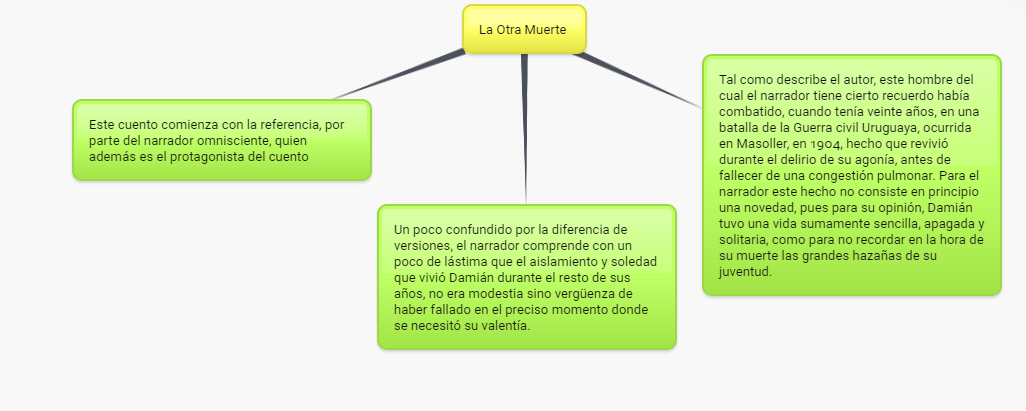 La Otra Muerte
Este cuento comienza con la referencia, por
parte del narrador omnisciente, quien
además es el protagonista del cuento
Un poco confundido por la diferencia de
versiones, el narrador comprende con un
poco de lástima que el aislamiento y soledad
que vivió Damián durante el resto de sus
años, no era modestia sino vergüenza de
haber fallado en el preciso momento donde
se necesitó su valentía.
Tal como describe el autor, este hombre del
cual el narrador tiene cierto recuerdo había
combatido, cuando tenía veinte años, en una
batalla de la Guerra civil Uruguaya, ocurrida
en Masoller, en 1904, hecho que revivió
durante el delirio de su agonía, antes de
fallecer de una congestión pulmonar. Para el
narrador este hecho no consiste en principio
una novedad, pues para su opinión, Damián
tuvo una vida sumamente sencilla, apagada y
solitaria, como para no recordar en la hora de
su muerte las grandes hazañas de su
juventud.